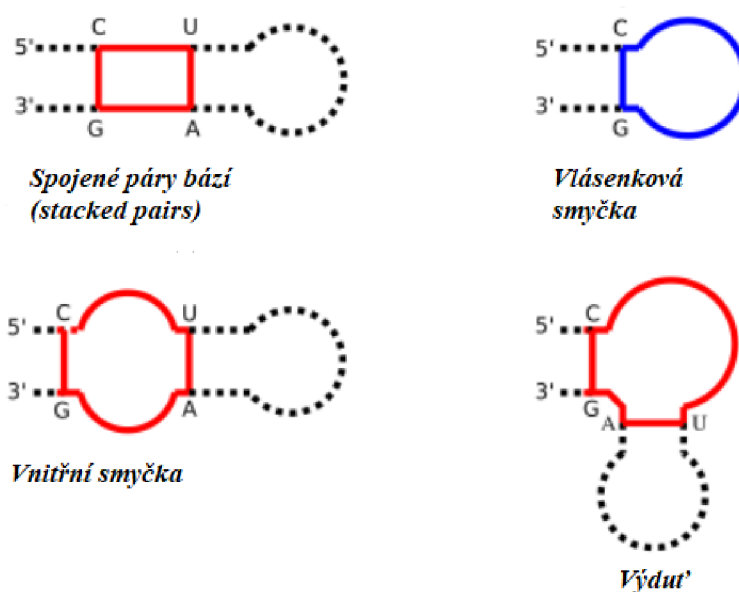 C U
5'
3'
G A
Spojené páry bází
(stacked pairs)
C
5'
3'
G
Vlásenková
smyčka
C U
5'
3'
G A
Vnitřní smyčka
C
5'
3'
G
A U
Výduť